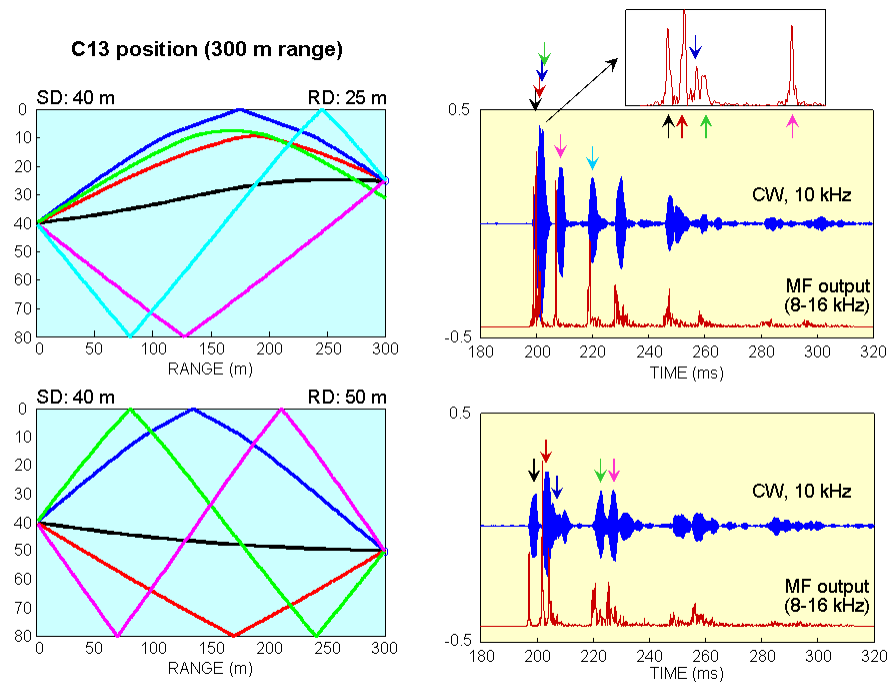 C13 position (300 m range)
SD: 40 m RD: 25 m
0
10
20
30
40
50
60
70
80
0 50 100 150 200 250 300
RANGE (m)
0.5
CW, 10 kHz
MF output
(8-16 kHz)
-0.5
180 200 220 240 260 280 300 320
TIME (ms)
SD: 40 m RD: 50 m
0
10
20
30
40
50
60
70
80
0 50 100 150 200 250 300
RANGE (m)
0.5
CW, 10 kHz
MF output
(8-16 kHz)
-0.5
180 200 220 240 260 280 300 320
TIME (ms)